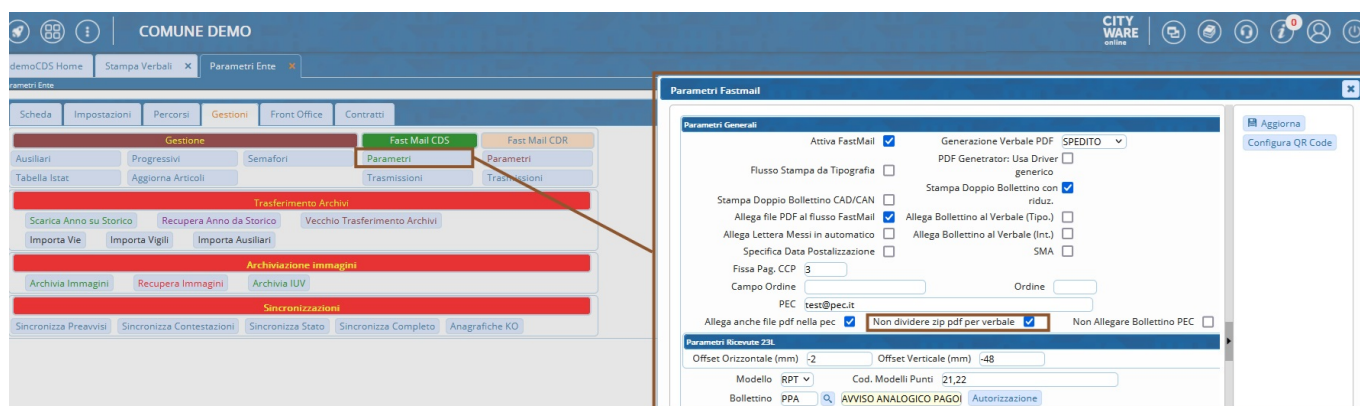 COMUNE DEMO
CITY
WARE
online
0
demoCDS Home Stampa Verbali × Parametri Ente ×
Parametri Ente
Scheda Impostazioni Percorsi Gestioni Front Office Contratti
Gestione Fast Mail CDS Fast Mail CDR
Ausiliari Progressivi Semafori Parametri Parametri
Tabella Istat Aggiorna Articoli Trasmissioni Trasmissioni
Trasferimento Archivi
Scarica Anno su Storico Recupera Anno da Storico Vecchio Trasferimento Archivi
Importa Vie Importa Vigili Importa Ausiliari
Archiviazione immagini
Archivia Immagini Recupera Immagini Archivia IUV
Sincronizzazioni
Sincronizza Preavvisi Sincronizza Contestazioni Sincronizza Stato Sincronizza Completo Anagrafiche KO
Parametri Fastmail
Parametri Generali
Attiva FastMail Generazione Verbale PDF SPEDITO
Flusso Stampa da Tipografia PDF Genetrator: Usa Driver
generico
Stampa Doppio Bollettino CAD/CAN Stampa Doppio Bollettino con
riduz.
Allega file PDF al flusso FastMail Allega Bollettino al Verbale (Tipo.)
Allega Lettera Messi in automatico Allega Bollettino al Verbale (Int.)
Specifica Data Postalizzazione SMA
Fissa Pag. CCP 3
Campo Ordine Ordine
PEC test@pec.it
Allega anche file pdf nella pec Non dividere zip pdf per verbale Non Allegare Bollettino PEC
Parametri Ricevute 23L
Offset Orizzontale (mm) -2 Offset Verticale (mm) -48
Modello RPT Cod. Modelli Punti 21,22
Bollettino PPA AVVISO ANALOGICO PAGOI Autorizzazione
Aggiorna
Configura QR Code